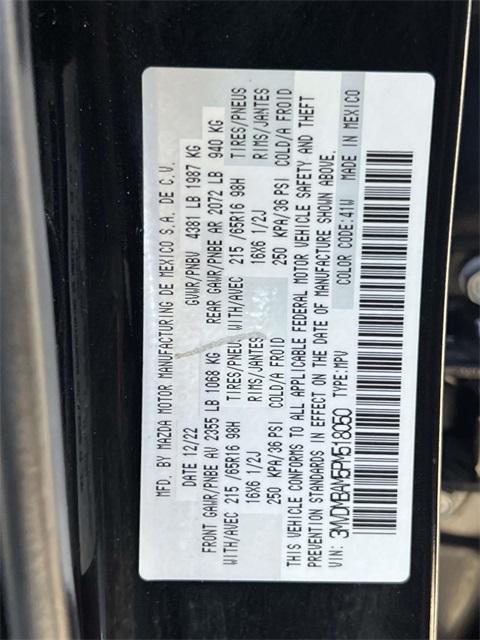 MFD. BY MAZDA MOTOR MANUFACTURING DE MEXICO S.A. DE C.V.
DATE 12/22 GVWR/PNBV 4381 LB 1987 KG
FRONT GAWR/PNBE AV 2355 LB 1068 KG REAR GAWR/PNBE AR 2072 LB 940 KG
WITH/AVEC 215 /65R16 98H TIRES/PNEUS WITH/AVEC 215 /65R16 98H TIRES/PNEUS
16X6 1/2J RIMS/JANTES 16X6 1/2J RIMS/JANTES
250 KPA/36 PSI COLD/A FROID 250 KPA/36 PSI COLD/A FROID
THIS VEHICLE CONFORMS TO ALL APPLICABLE FEDERAL MOTOR VEHICLE SAFETY AND THEFT
PREVENTION STANDARDS IN EFFECT ON THE DATE OF MANUFACTURE SHOWN ABOVE.
VIN: 3MVDMBAM5PM518050 TYPE:MPV COLOR CODE:41W MADE IN MEXICO